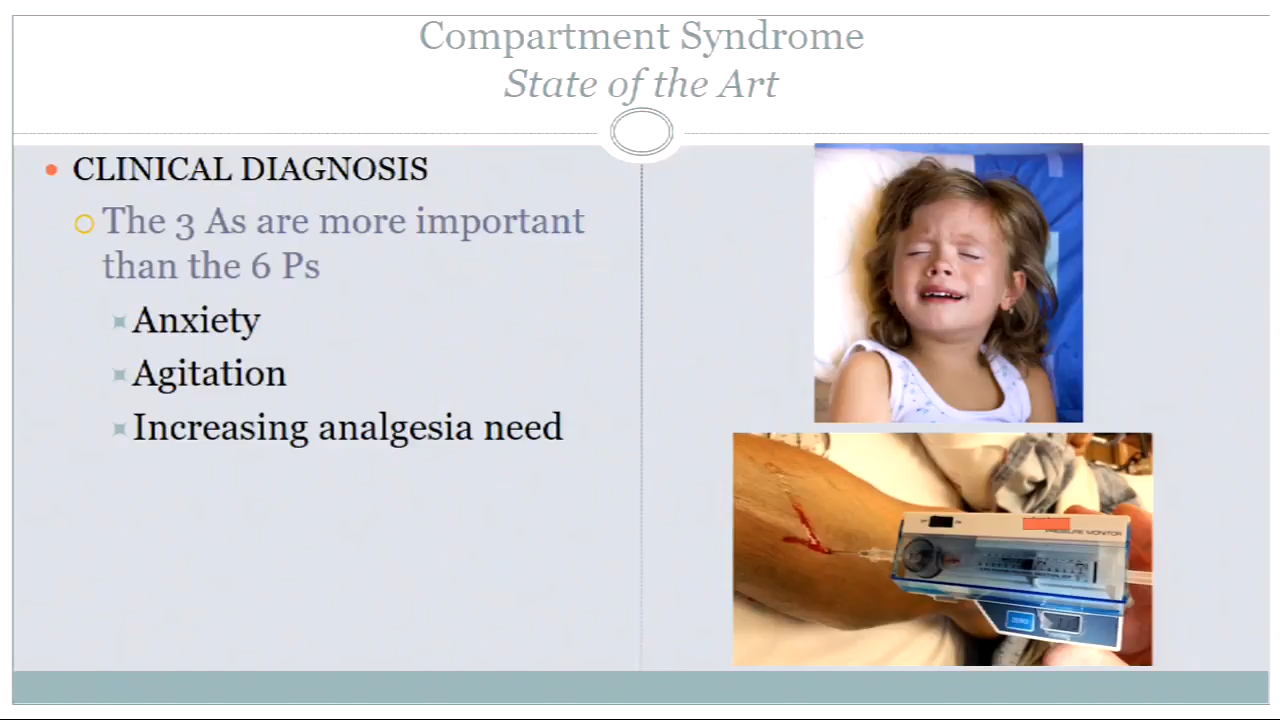 Compartment Syndrome
State of the Art
CLINICAL DIAGNOSIS
The 3 As are more important
than the 6 Ps
Anxiety
Agitation
Increasing analgesia need
PRESSURE MONITOR
ZERO